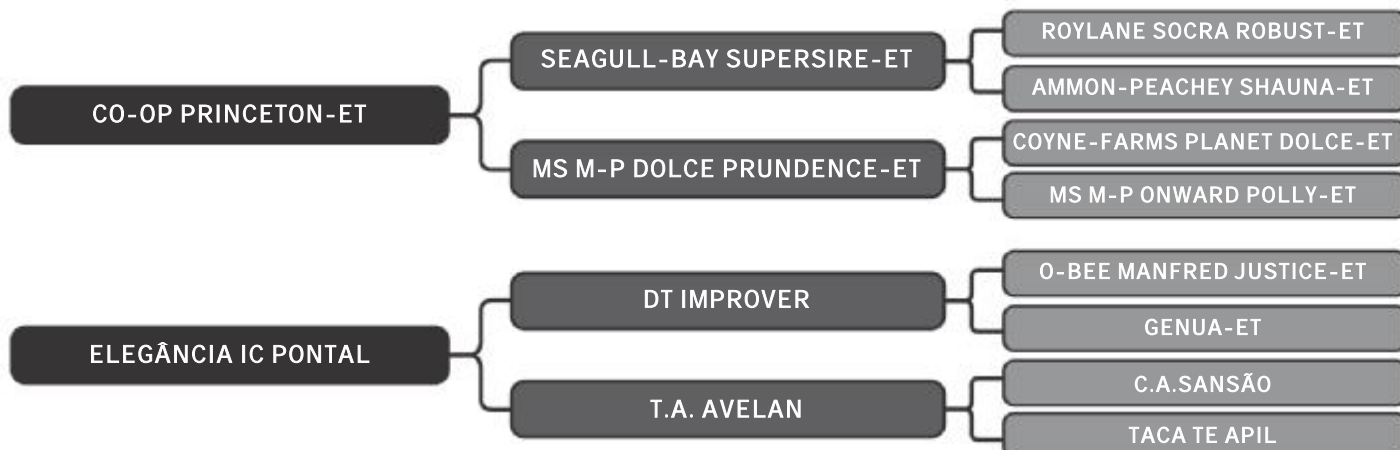 CO-OP PRINCETON-ET
SEAGULL-BAY SUPERSIRE-ET
ROYLANE SOCRA ROBUST-ET
AMMON-PEACHEY SHAUNA-ET
MS M-P DOLCE PRUNDENCE-ET
COYNE-FARMS PLANET DOLCE-ET
MS M-P ONWARD POLLY-ET
ELEGÂNCIA IC PONTAL
DT IMPROVER
O-BEE MANFRED JUSTICE-ET
GENUA-ET
T.A. AVELAN
C.A.SANSÃO
TACA TE APIL